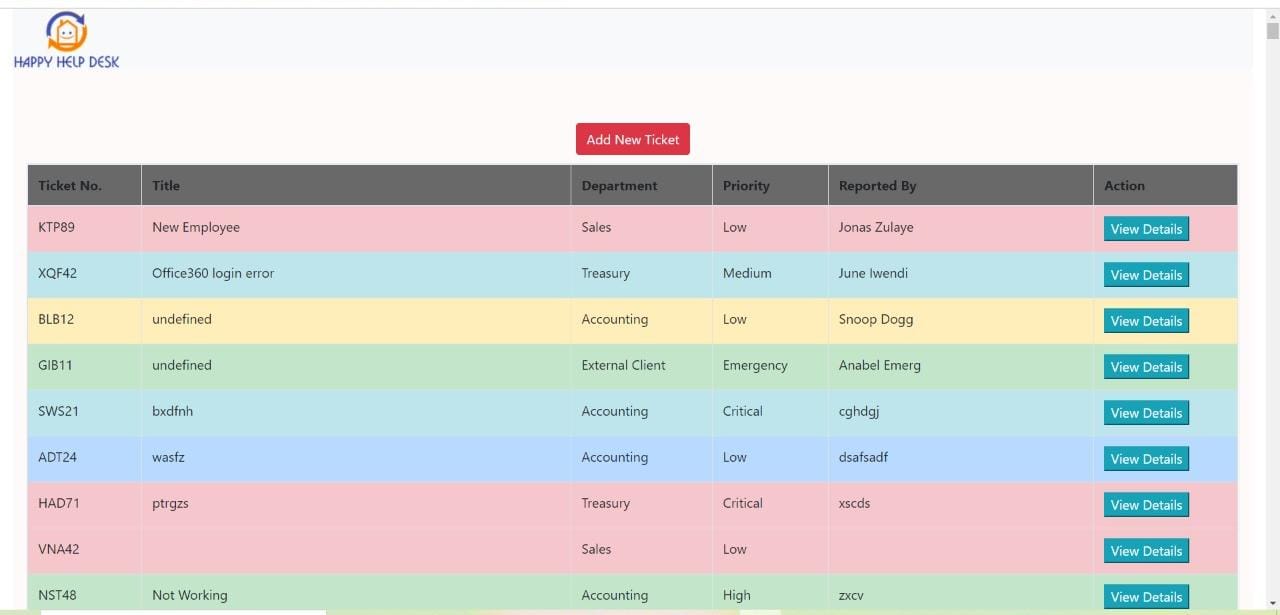 HAPPY HELP DESK
Add New Ticket
Ticket No. Title Department Priority Reported By Action
KTP89 New Employee Sales Low Jonas Zulaye View Details
XQF42 Office360 login error Treasury Medium June Iwendi View Details
BLB12 undefined Accounting Low Snoop Dogg View Details
GIB11 undefined External Client Emergency Anabel Emerg View Details
SWS21 bxdfnh Accounting Critical cghdgj View Details
ADT24 wasfz Accounting Low dsafsadf View Details
HAD71 ptrgzs Treasury Critical xscds View Details
VNA42 Sales Low View Details
NST48 Not Working Accounting High zxcv View Details